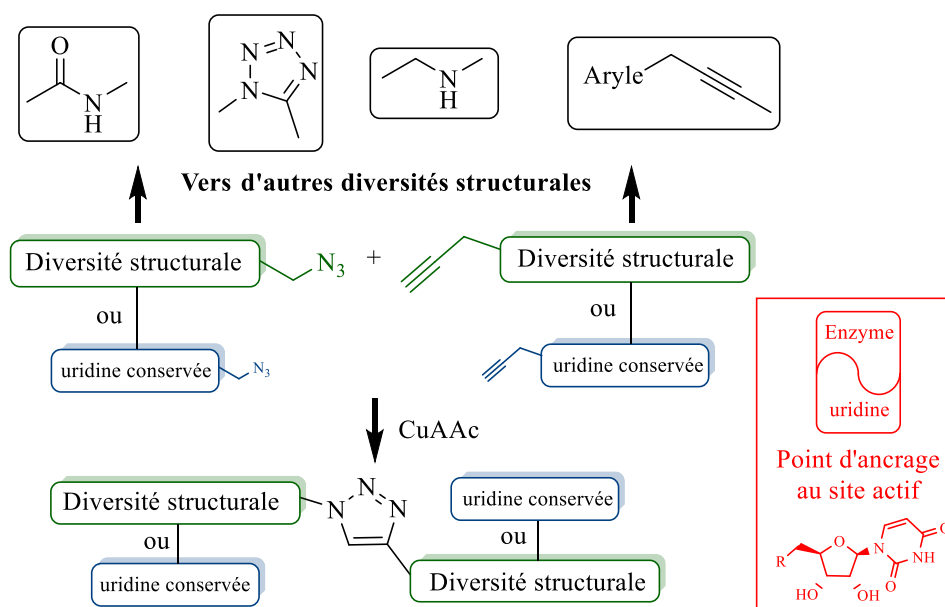 O
N
H
N
N
N
N
N
H
Aryle
Vers d'autres diversités structurales
Diversité structurale
N3
+
Diversité structurale
ou
ou
uridine conservée
N3
uridine conservée
CuAAc
Diversité structurale
N
N
N
uridine conservée
ou
ou
uridine conservée
Diversité structurale
Enzyme
uridine
Point d'ancrage
au site actif
R
O
N
O
NH
O
HO
OH